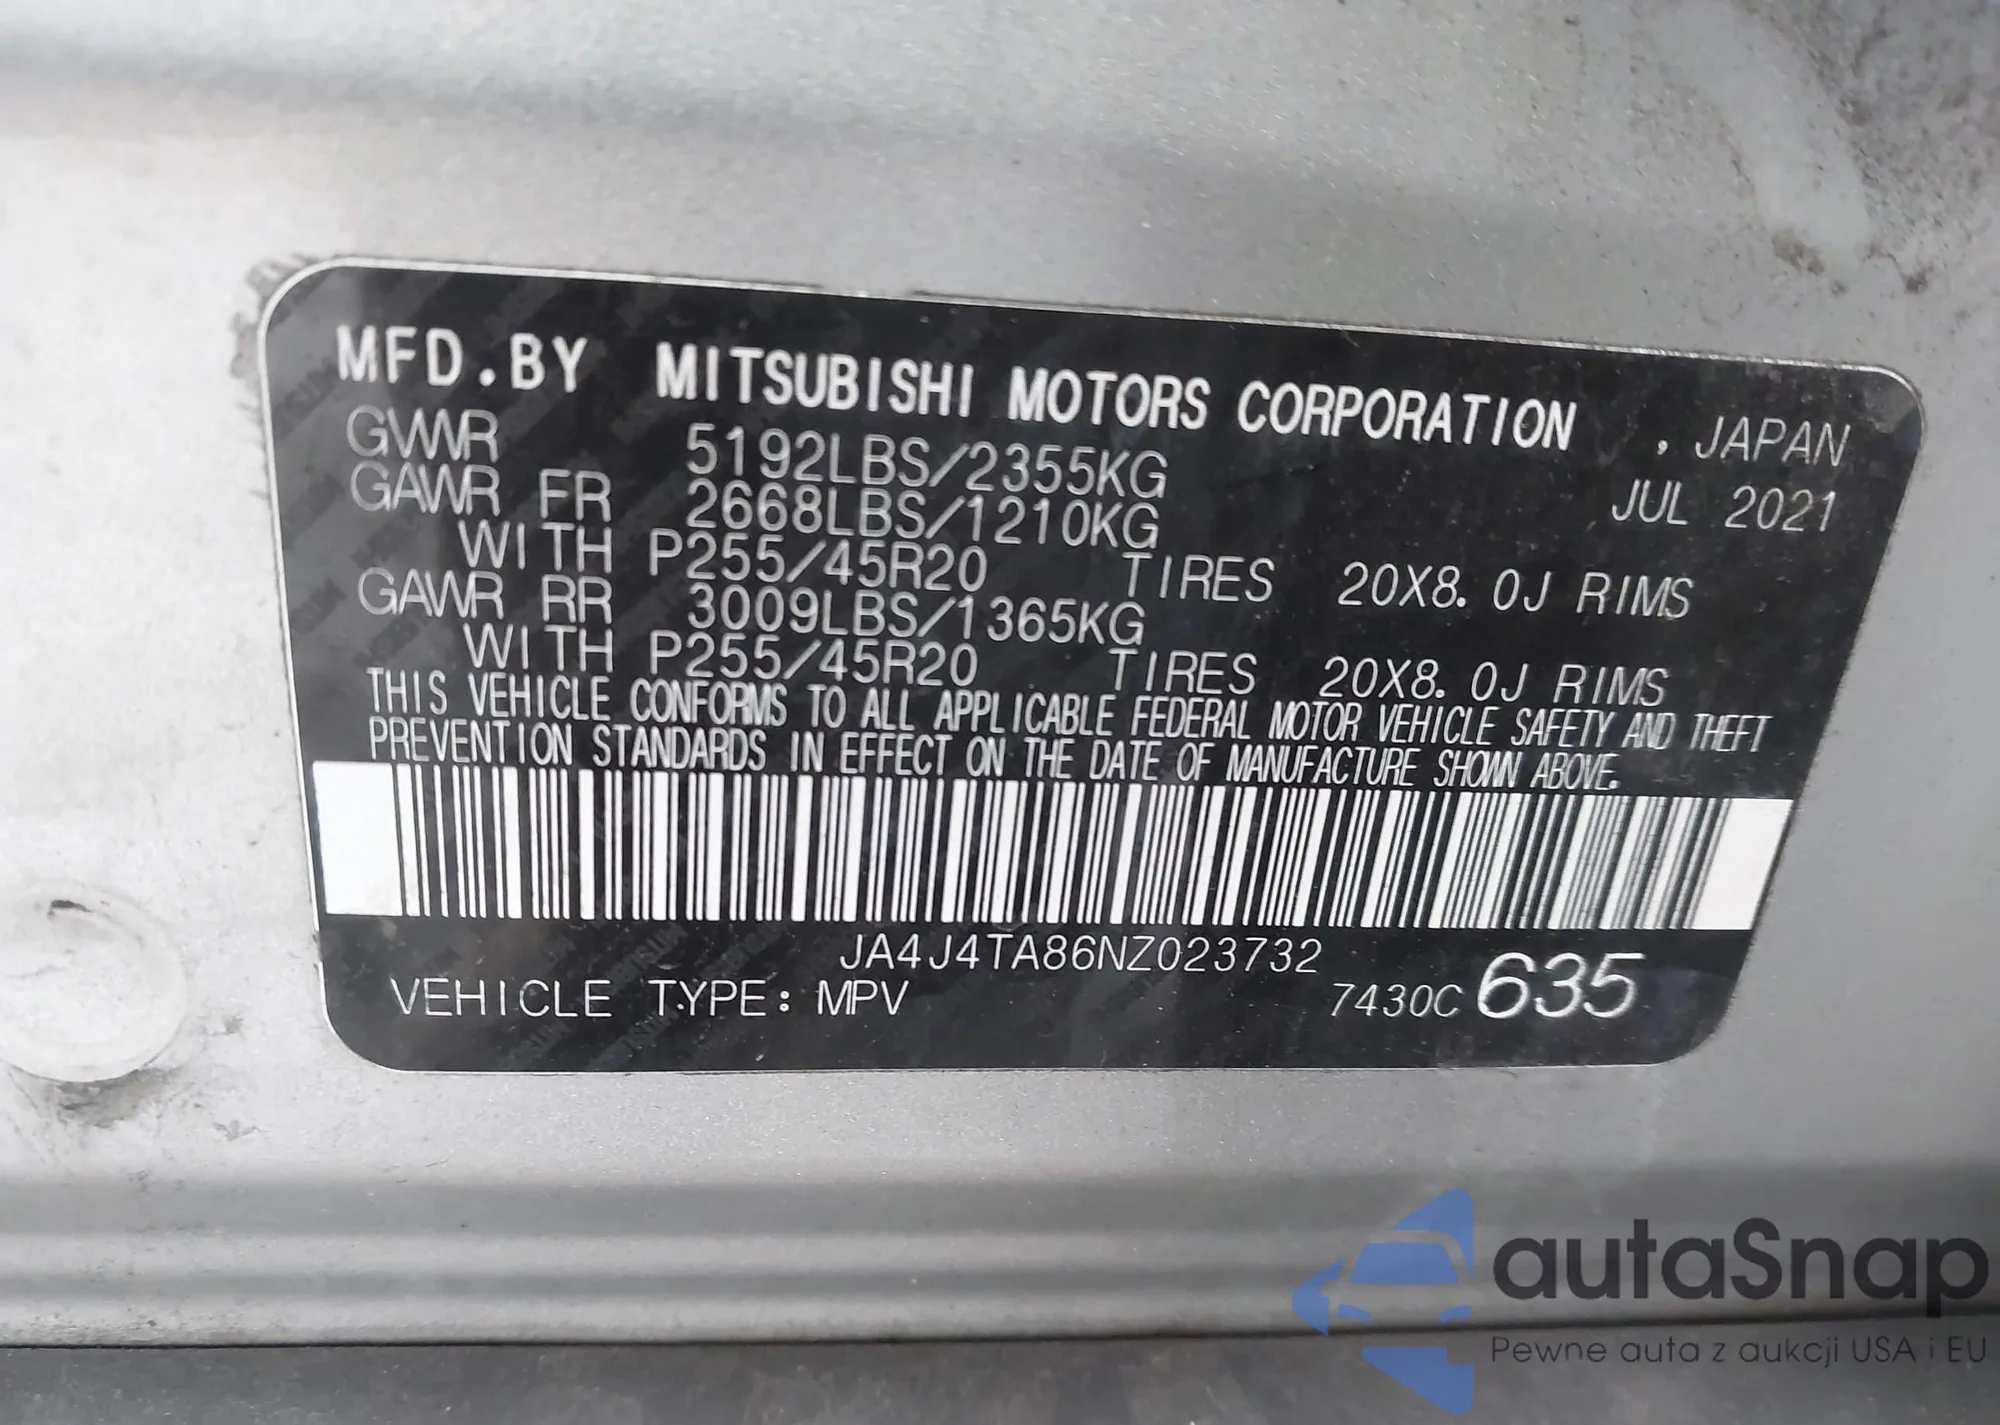 MFD.BY MITSUBISHI MOTORS CORPORATION , JAPAN
GVWR 5192LBS/2355KG JUL 2021
GAWR FR 2668LBS/1210KG
WITH P255/45R20 TIRES 20X8.0J RIMS
GAWR RR 3009LBS/1365KG
WITH P255/45R20 TIRES 20X8.0J RIMS
THIS VEHICLE CONFORMS TO ALL APPLICABLE FEDERAL MOTOR VEHICLE SAFETY AND THEFT
PREVENTION STANDARDS IN EFFECT ON THE DATE OF MANUFACTURE SHOWN ABOVE.
JA4J4TA86NZ023732
VEHICLE TYPE: MPV 7430C 635
autaSnap
Pewne auta z aukcji USA i EU